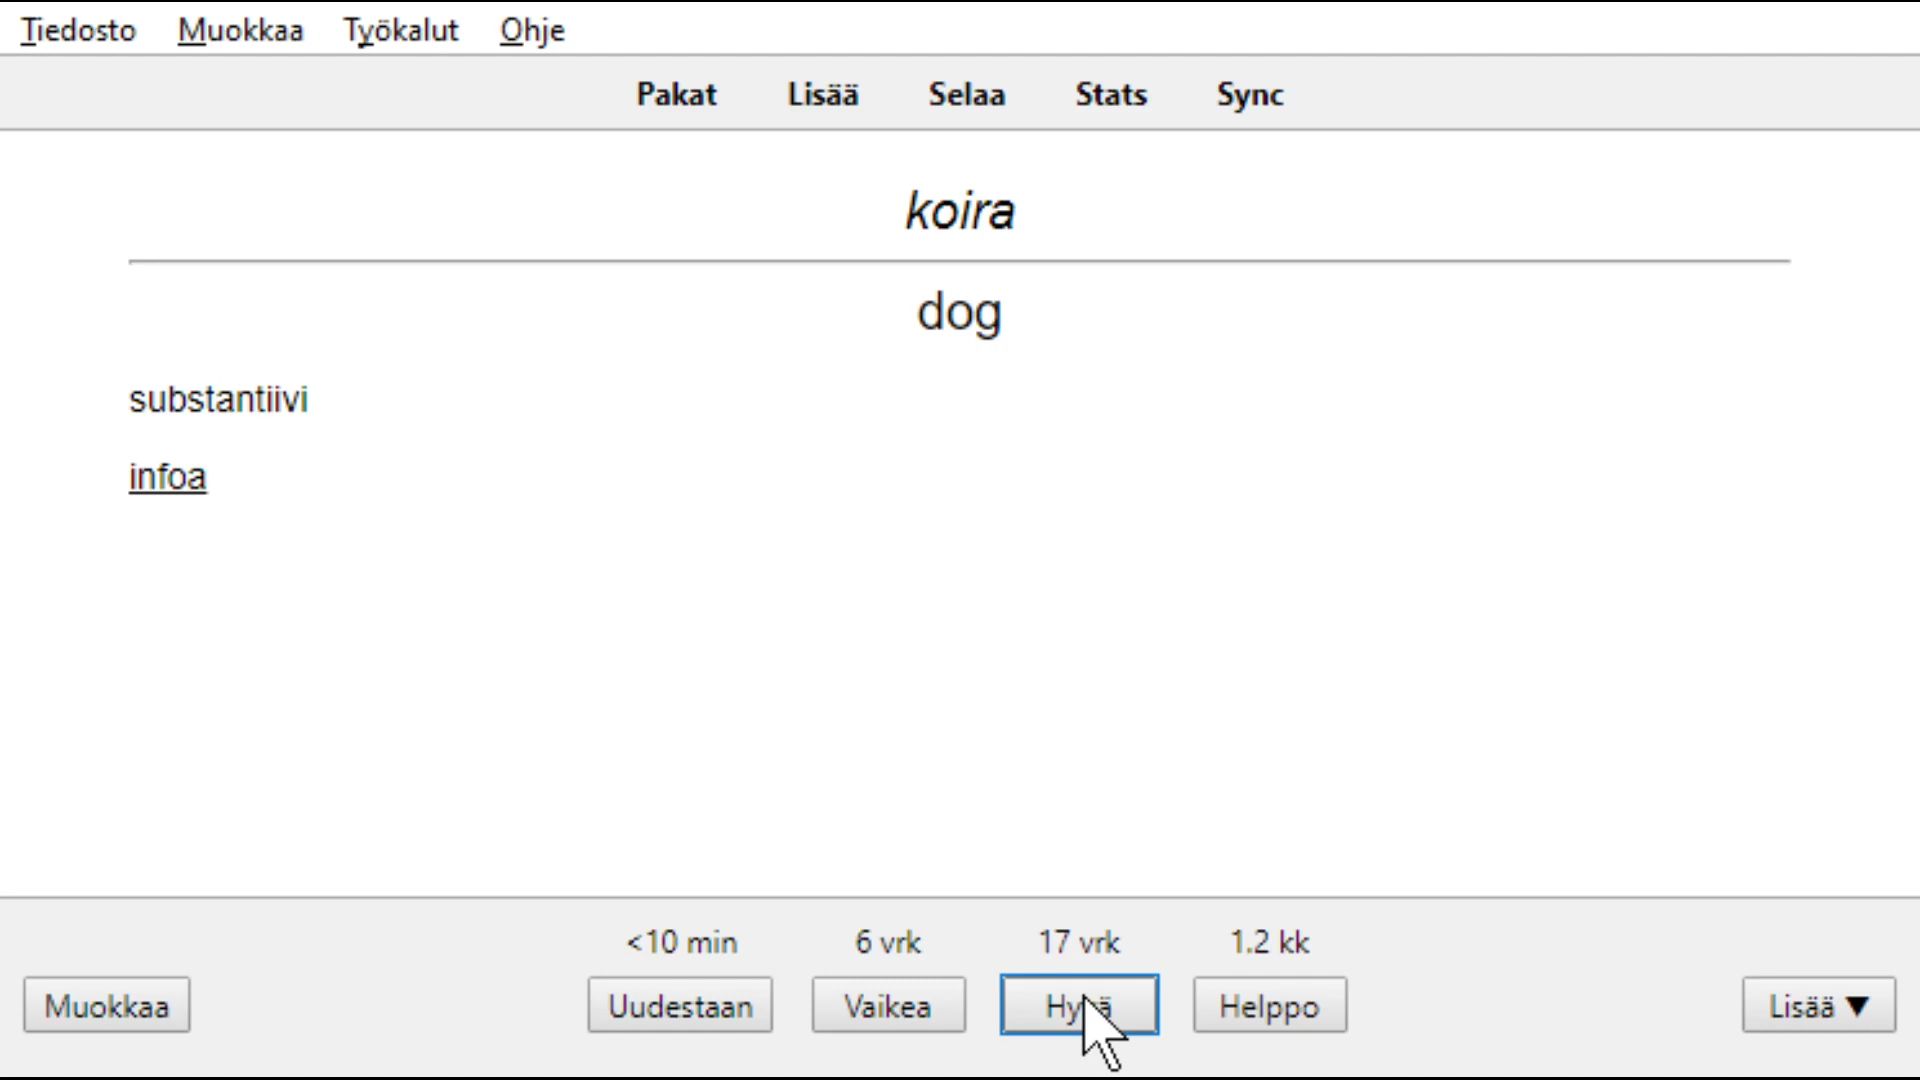 Tiedosto Muokkaa Työkalut Ohje
Pakat Lisää Selaa Stats Sync
koira
dog
substantiivi
infoa
<10 min 6 vrk 17 vrk 1.2 kk
Muokkaa Uudestaan Vaikea Hyvä Helppo Lisää ▼